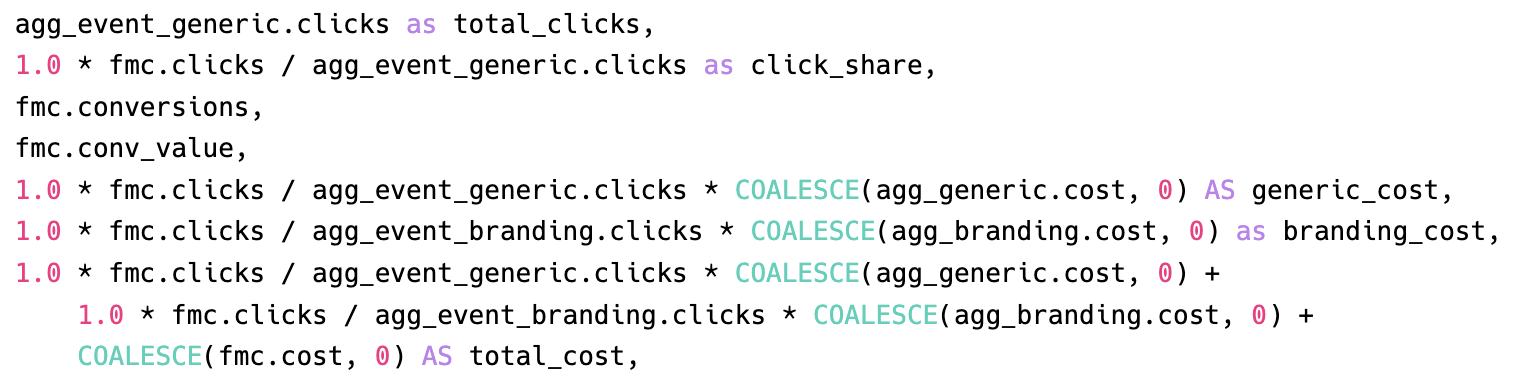 agg_event_generic.clicks as total_clicks,
1.0 * fmc.clicks / agg_event_generic.clicks as click_share,
fmc.conversions,
fmc.conv_value,
1.0 * fmc.clicks / agg_event_generic.clicks * COALESCE(agg_generic.cost, 0) AS generic_cost,
1.0 * fmc.clicks / agg_event_branding.clicks * COALESCE(agg_branding.cost, 0) as branding_cost,
1.0 * fmc.clicks / agg_event_generic.clicks * COALESCE(agg_generic.cost, 0) +
    1.0 * fmc.clicks / agg_event_branding.clicks * COALESCE(agg_branding.cost, 0) +
    COALESCE(fmc.cost, 0) AS total_cost,